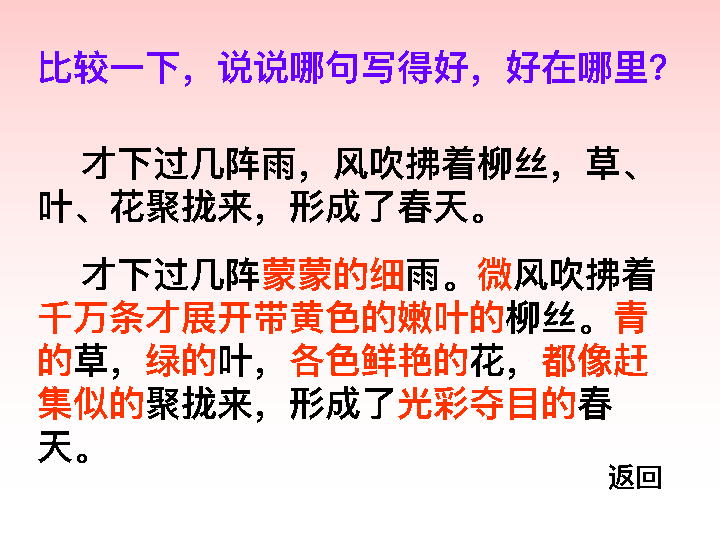 比较一下，说说哪句写得好，好在哪里？
才下过几阵雨，风吹拂着柳丝，草、
叶、花聚拢来，形成了春天。
才下过几阵蒙蒙的细雨。微风吹拂着
千万条才展开带黄色的嫩叶的柳丝。青
的草，绿的叶，各色鲜艳的花，都像赶
集似的聚拢来，形成了光彩夺目的春
天。
返回